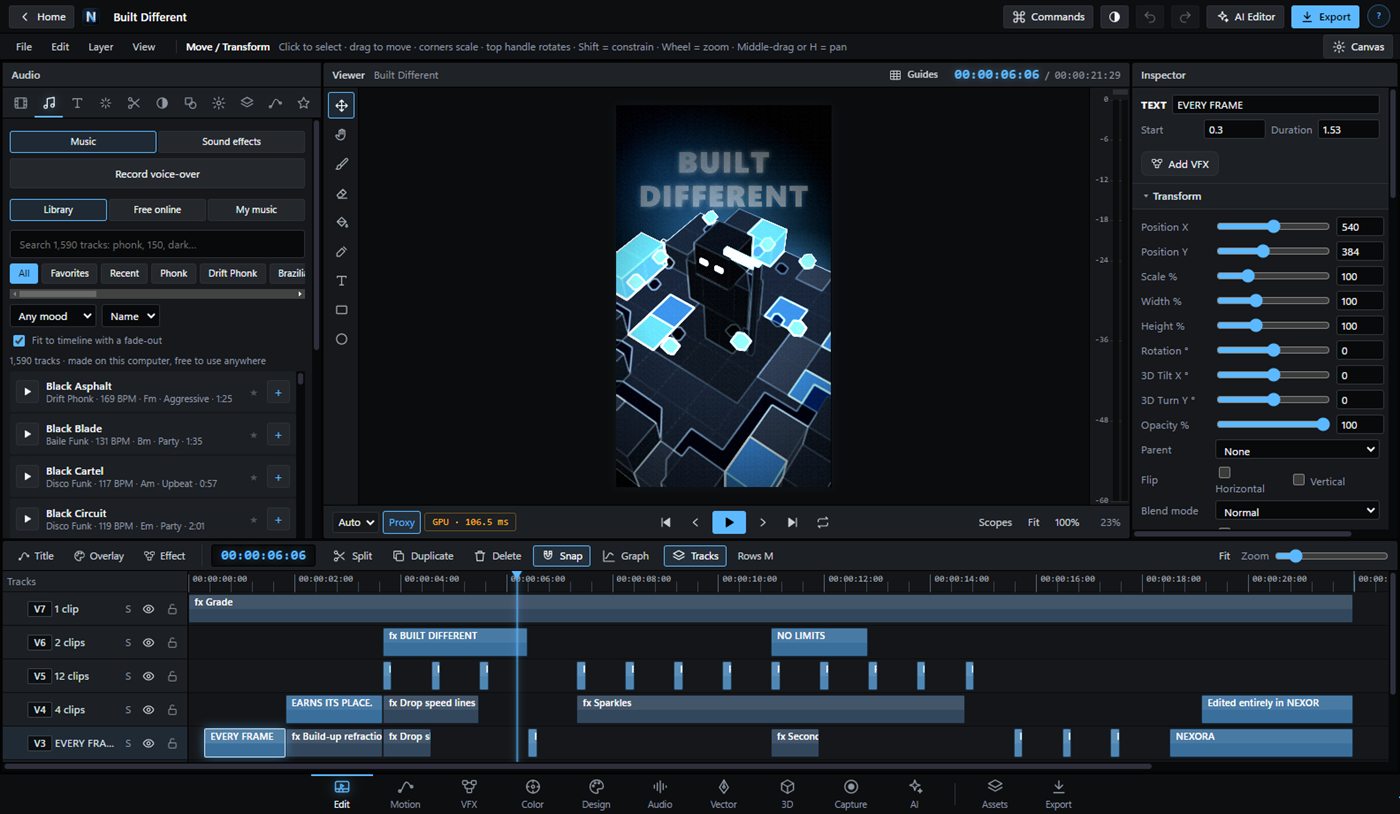 Home N Built Different Commands AI Editor Export ?
File Edit Layer View Move / Transform Click to select · drag to move · corners scale · top handle rotates · Shift = constrain · Wheel = zoom · Middle-drag or H = pan Canvas
Audio
Music Sound effects
Record voice-over
Library Free online My music
Search 1,590 tracks: phonk, 150, dark...
All Favorites Recent Phonk Drift Phonk Brazili
Any mood Name
Fit to timeline with a fade-out
1,590 tracks · made on this computer, free to use anywhere
Black Asphalt
Drift Phonk · 169 BPM · Fm · Aggressive · 1:25
Black Blade
Baile Funk · 131 BPM · Bm · Party · 1:35
Black Cartel
Disco Funk · 117 BPM · Am · Upbeat · 0:57
Black Circuit
Disco Funk · 119 BPM · Em · Party · 2:01
Viewer Built Different Guides 00:00:06:06 / 00:00:21:29
BUILT
DIFFERENT
0
-6
-12
-18
-24
-36
-48
-60
Auto Proxy GPU · 106.5 ms Scopes Fit 100% 23%
Inspector
TEXT EVERY FRAME
Start 0.3 Duration 1.53
Add VFX
Transform
Position X 540
Position Y 384
Scale % 100
Width % 100
Height % 100
Rotation ° 0
3D Tilt X ° 0
3D Turn Y ° 0
Opacity % 100
Parent None
Flip Horizontal Vertical
Blend mode Normal
Title Overlay Effect 00:00:06:06 Split Duplicate Delete Snap Graph Tracks Rows M Fit Zoom
Tracks 00:00:00:00 00:00:02:00 00:00:04:00 00:00:06:00 00:00:08:00 00:00:10:00 00:00:12:00 00:00:14:00 00:00:16:00 00:00:18:00 00:00:20:00 00:00:
V7 1 clip S fx Grade
V6 2 clips S fx BUILT DIFFERENT NO LIMITS
V5 12 clips S
V4 4 clips S EARNS ITS PLACE. fx Drop speed lines fx Sparkles Edited entirely in NEXOR
V3 EVERY FRA... S EVERY FRAME fx Build-up refractio fx Drop s fx Second NEXORA
Edit Motion VFX Color Design Audio Vector 3D Capture AI Assets Export